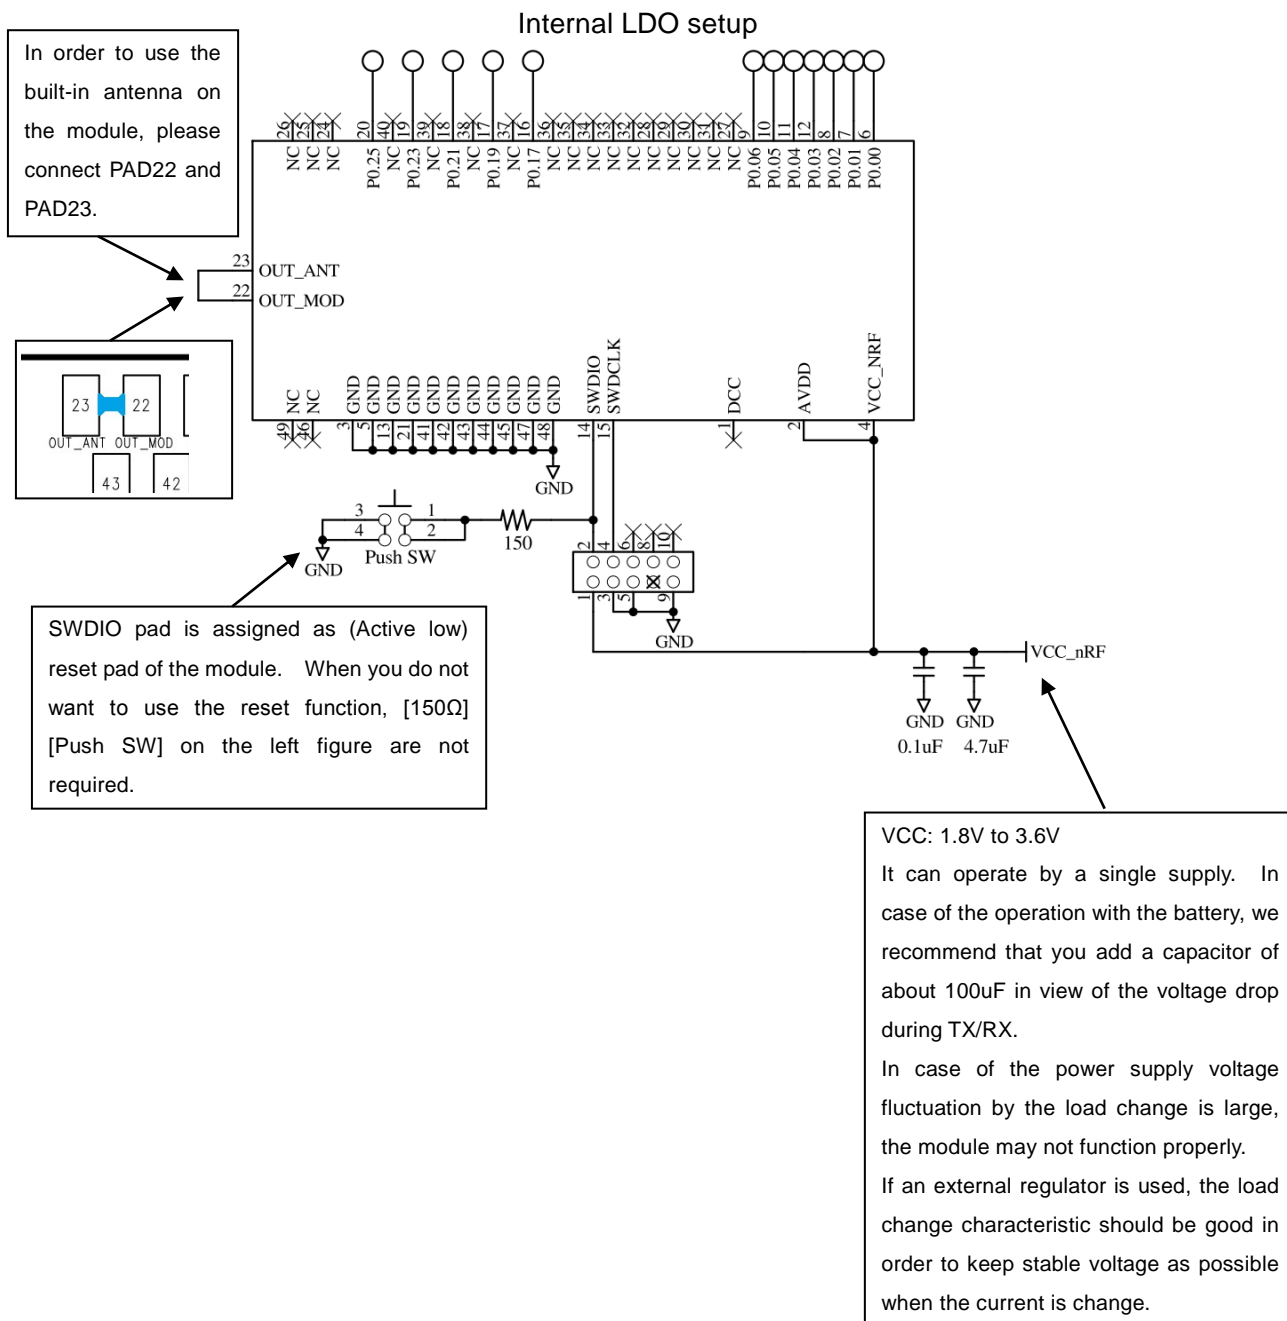 Internal LDO setup
In order to use the
built-in antenna on
the module, please
connect PAD22 and
PAD23.
26 25 24 20 40 19 39 18 38 17 37 16 36 35 34 33 32 28 29 30 31 27 9 10 11 12 8 7 6
NC NC NC P0.25 NC P0.23 NC P0.21 NC P0.19 NC P0.17 NC NC NC NC NC NC NC NC NC NC P0.06 P0.05 P0.04 P0.03 P0.02 P0.01 P0.00
23 OUT_ANT
22 OUT_MOD
NC NC GND GND GND GND GND GND GND GND GND GND GND SWDIO SWDCLK DCC AVDD VCC_NRF
49 46 3 5 13 21 41 42 43 44 45 47 48 14 15 1 2 4
23 22
OUT_ANT OUT_MOD
43 42
GND
3 1
4 2
Push SW
150
GND
2 4 6 8 10
1 3 5 9
GND
VCC_nRF
GND GND
0.1uF 4.7uF
SWDIO pad is assigned as (Active low)
reset pad of the module. When you do not
want to use the reset function, [150Ω]
[Push SW] on the left figure are not
required.
VCC: 1.8V to 3.6V
It can operate by a single supply. In
case of the operation with the battery, we
recommend that you add a capacitor of
about 100uF in view of the voltage drop
during TX/RX.
In case of the power supply voltage
fluctuation by the load change is large,
the module may not function properly.
If an external regulator is used, the load
change characteristic should be good in
order to keep stable voltage as possible
when the current is change.